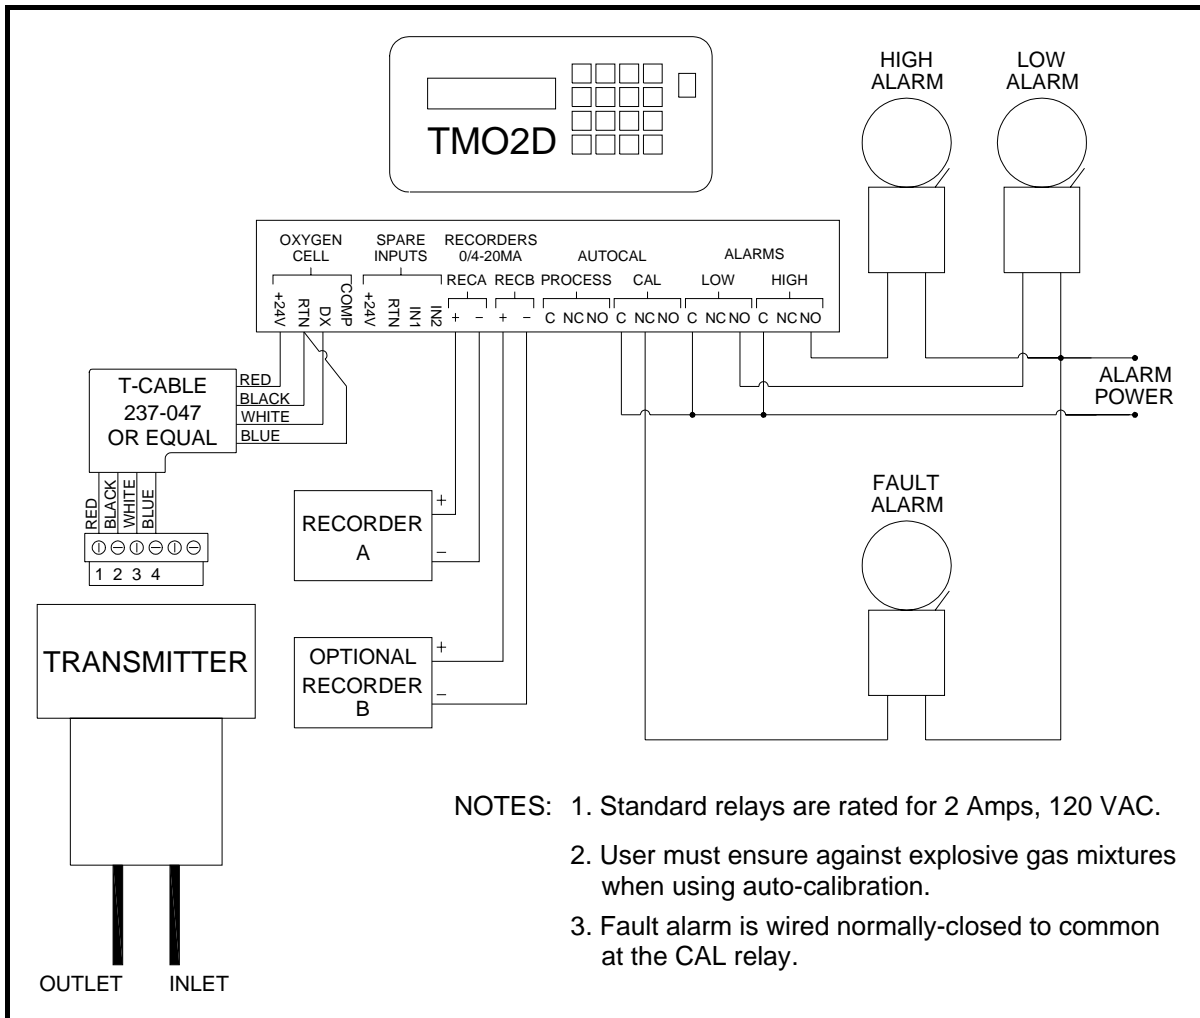 TMO2D
HIGH
ALARM
LOW
ALARM
OXYGEN
CELL
SPARE
INPUTS
RECORDERS
0/4-20MA
AUTOCAL
ALARMS
RECA
RECB
PROCESS
CAL
LOW
HIGH
+24V
RTN
DX
COMP
+24V
RTN
IN1
IN2
+ − + −
C NC NO C NC NO C NC NO C NC NO
T-CABLE
237-047
OR EQUAL
RED
BLACK
WHITE
BLUE
ALARM
POWER
RED
BLACK
WHITE
BLUE
1 2 3 4
RECORDER
A
+
−
FAULT
ALARM
TRANSMITTER
OPTIONAL
RECORDER
B
+
−
OUTLET
INLET
NOTES: 1. Standard relays are rated for 2 Amps, 120 VAC.
2. User must ensure against explosive gas mixtures
when using auto-calibration.
3. Fault alarm is wired normally-closed to common
at the CAL relay.